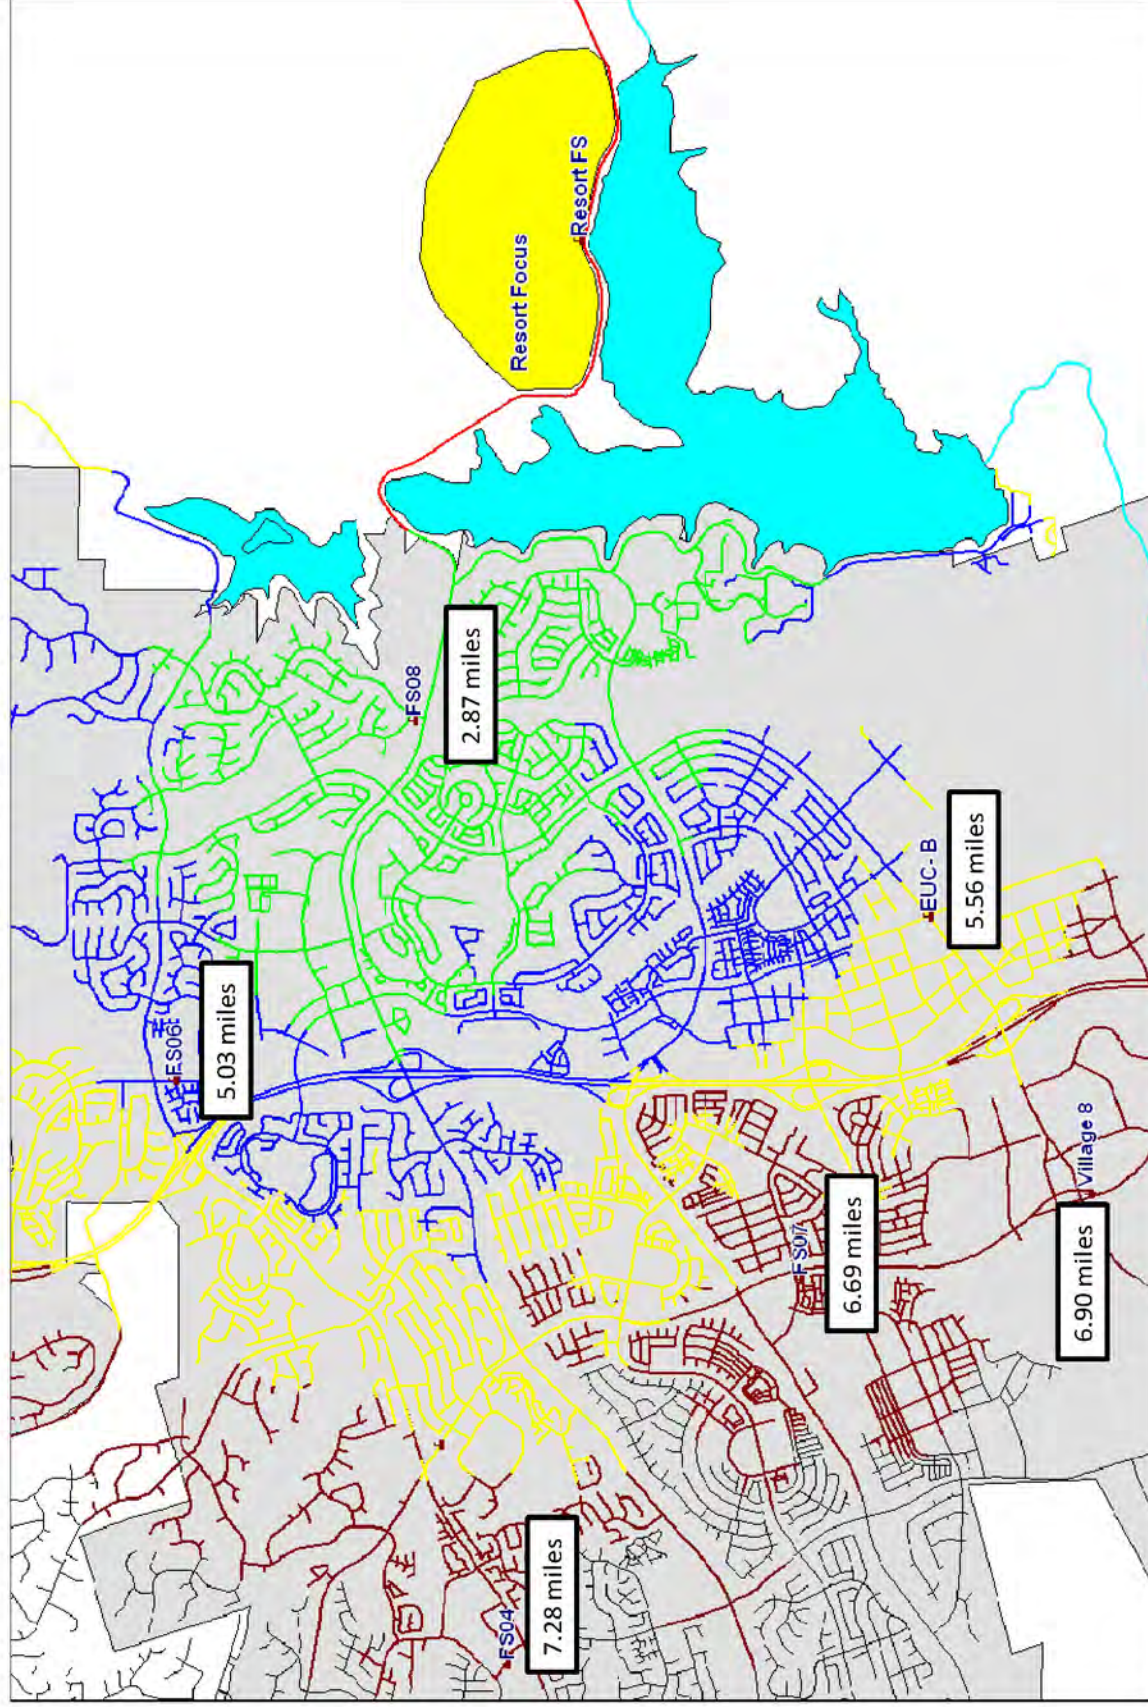 Resort Focus
Resort FS
FS08
2.87 miles
EUC- B
5.56 miles
FS06
5.03 miles
Village 8
6.90 miles
FS07
6.69 miles
FS04
7.28 miles